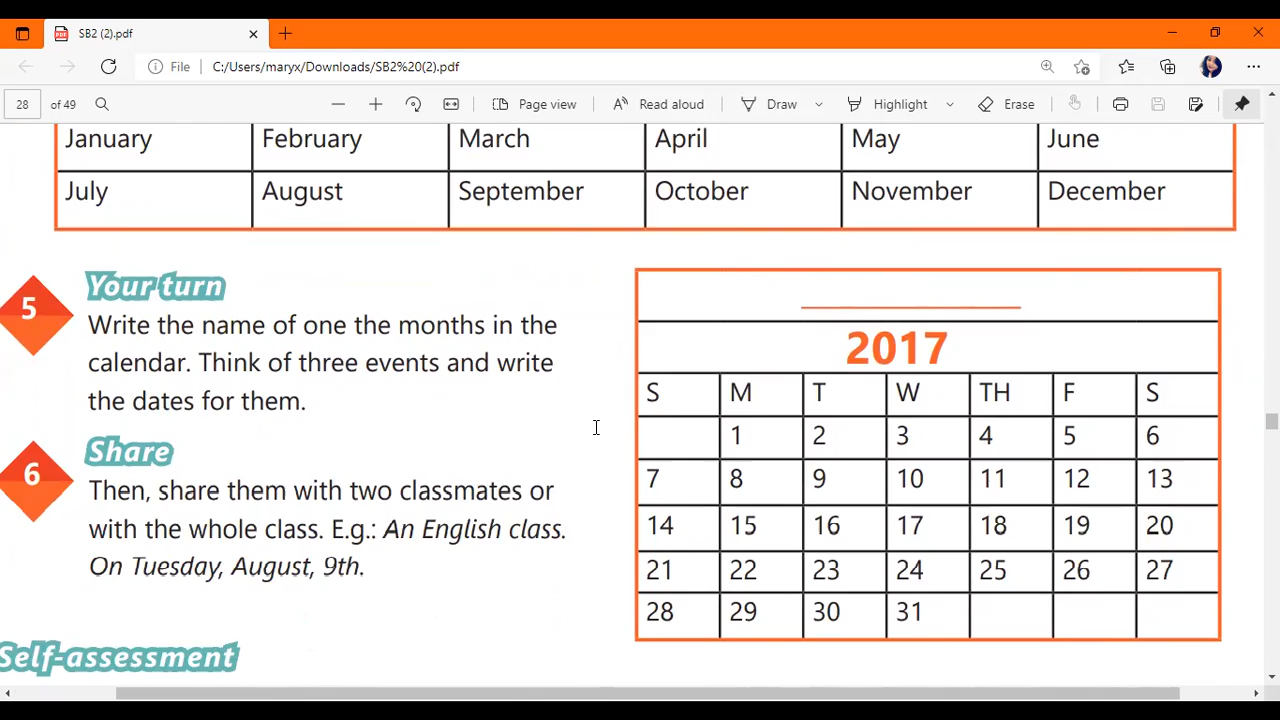 SB2 (2).pdf
File C:/Users/maryx/Downloads/SB2%20(2).pdf
28 of 49 Page view Read aloud Draw Highlight Erase
January February March April May June
July August September October November December
5 Your turn
Write the name of one the months in the
calendar. Think of three events and write
the dates for them.
6 Share
Then, share them with two classmates or
with the whole class. E.g.: An English class.
On Tuesday, August, 9th.
2017
S M T W TH F S
1 2 3 4 5 6
7 8 9 10 11 12 13
14 15 16 17 18 19 20
21 22 23 24 25 26 27
28 29 30 31
Self-assessment